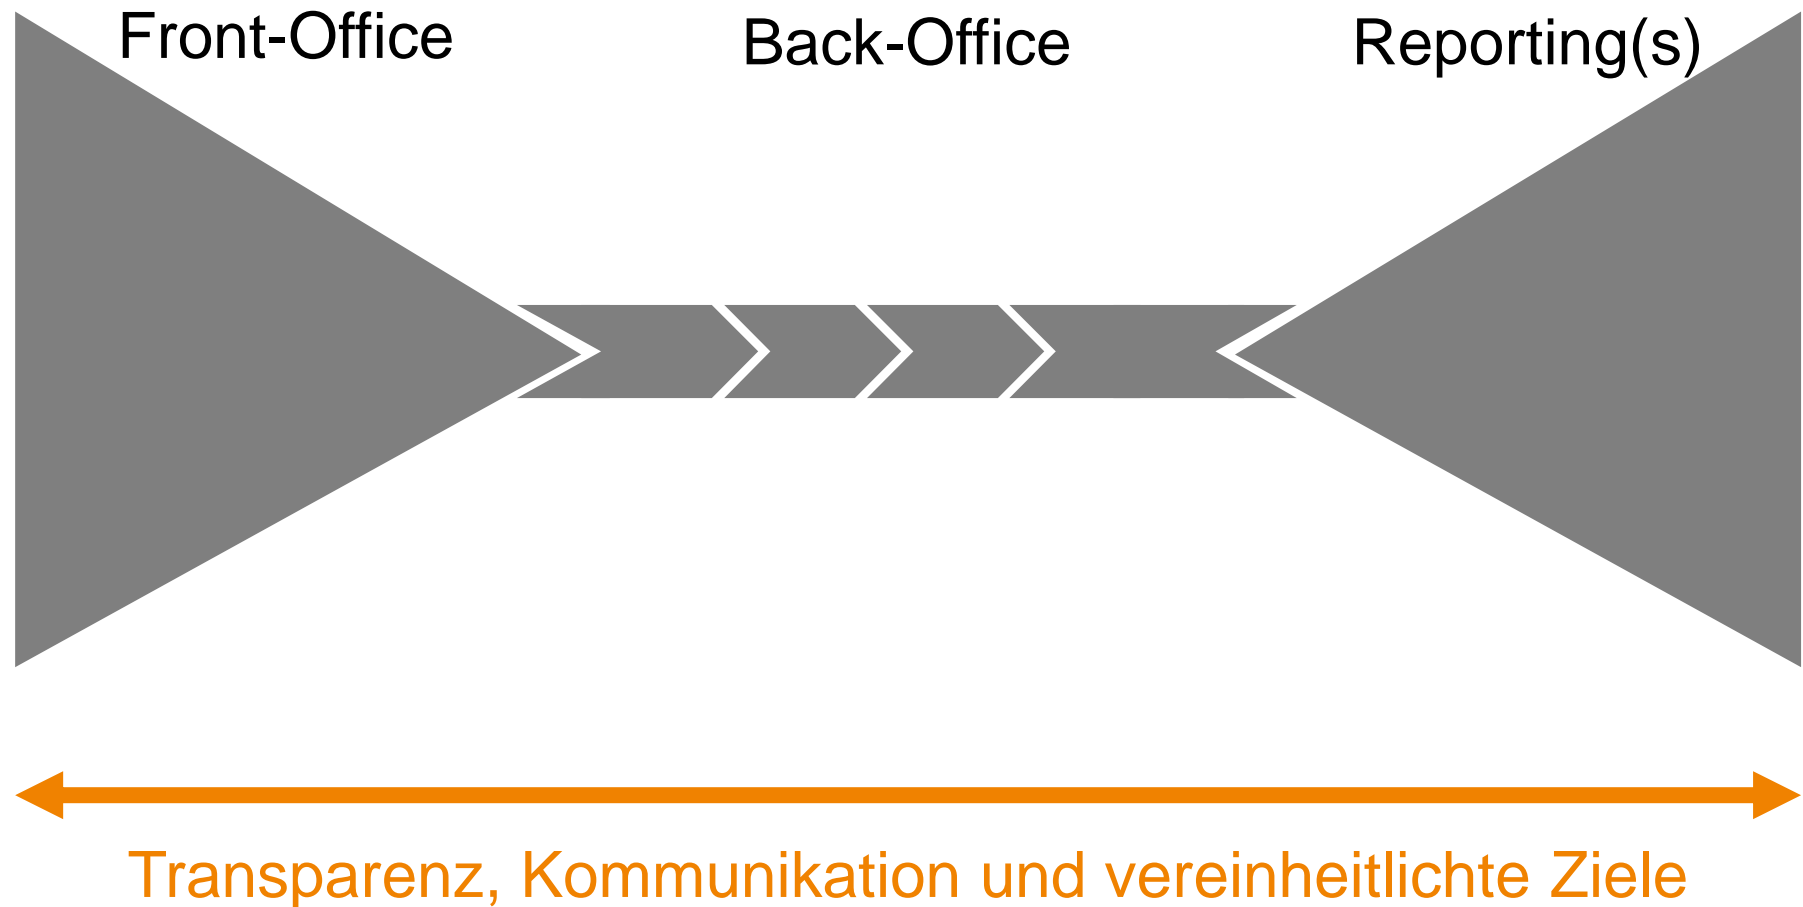 Front-Office
Back-Office
Reporting(s)
Transparenz, Kommunikation und vereinheitlichte Ziele